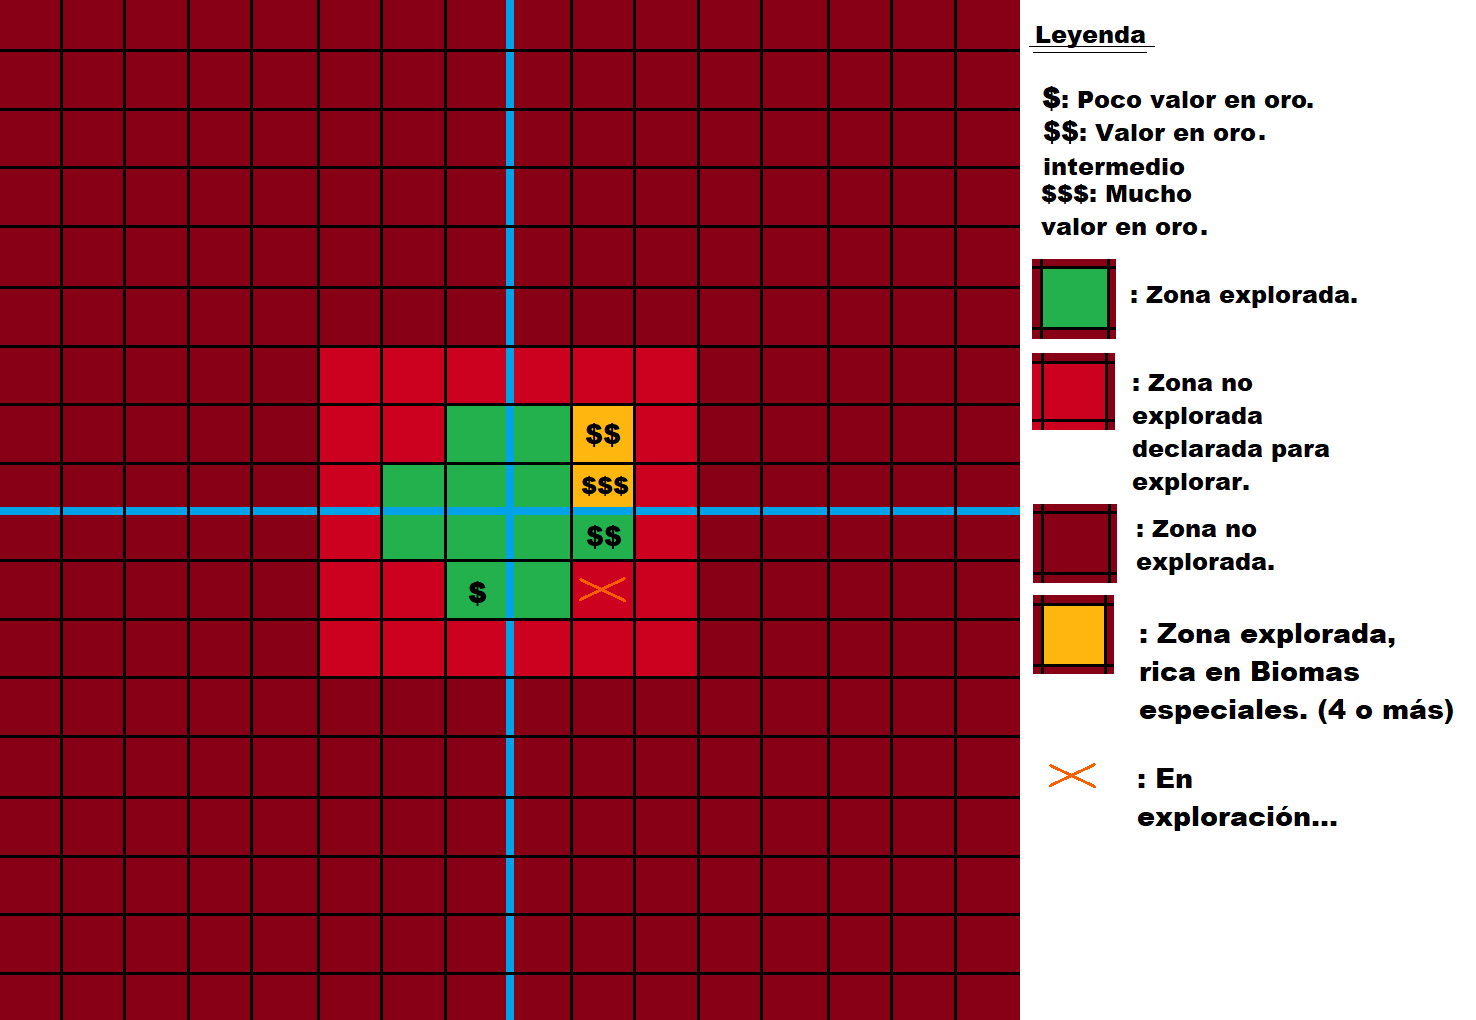 Leyenda
$: Poco valor en oro.
$$: Valor en oro.
intermedio
$$$: Mucho
valor en oro.
: Zona explorada.
: Zona no
explorada
declarada para
explorar.
: Zona no
explorada.
: Zona explorada,
rica en Biomas
especiales. (4 o más)
: En
exploración...
$$
$$$
$$
$